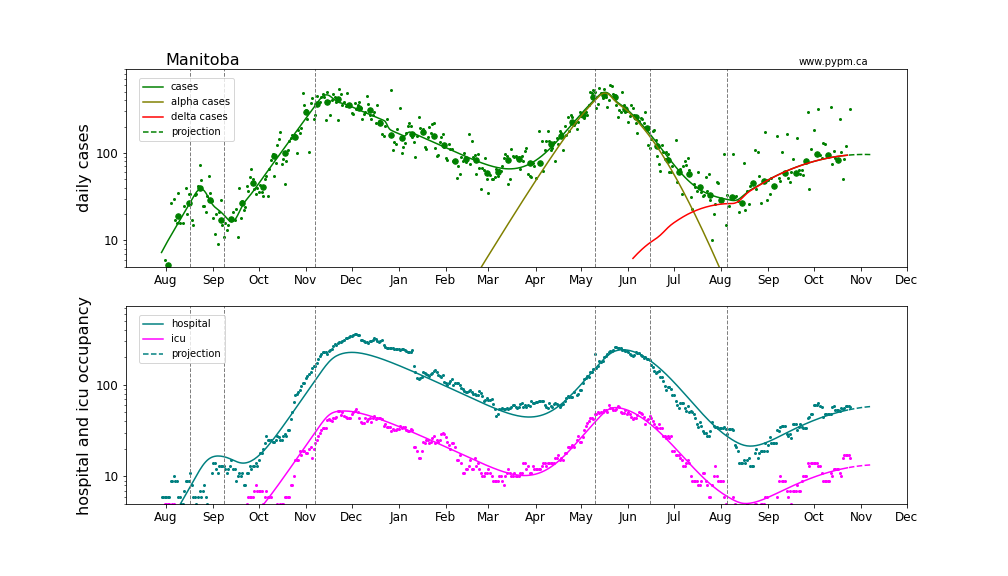 Manitoba
www.pypm.ca
daily cases
cases
alpha cases
delta cases
projection
100
10
Aug Sep Oct Nov Dec Jan Feb Mar Apr May Jun Jul Aug Sep Oct Nov Dec
hospital and icu occupancy
hospital
icu
projection
100
10
Aug Sep Oct Nov Dec Jan Feb Mar Apr May Jun Jul Aug Sep Oct Nov Dec